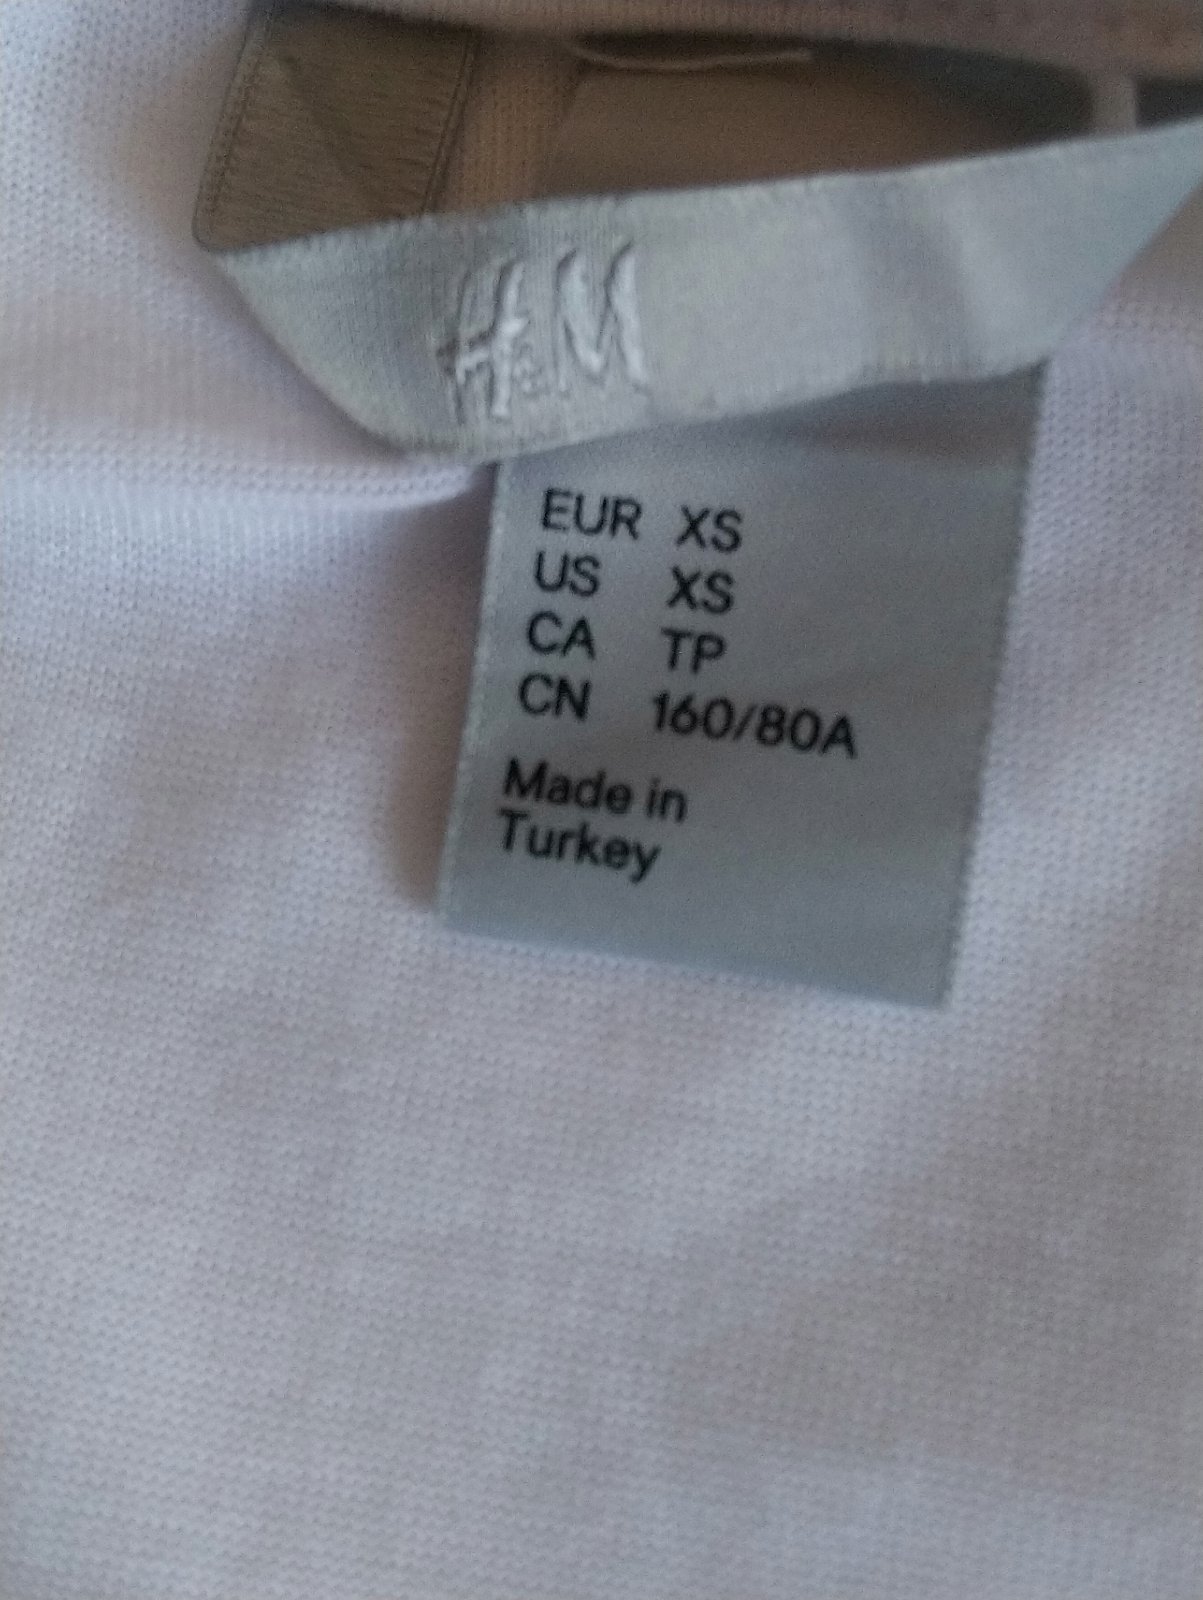 H&M
EUR XS
US XS
CA TP
CN 160/80A
Made in
Turkey